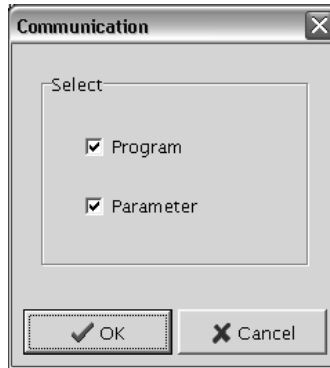 Communication
Select
Program
Parameter
OK
Cancel